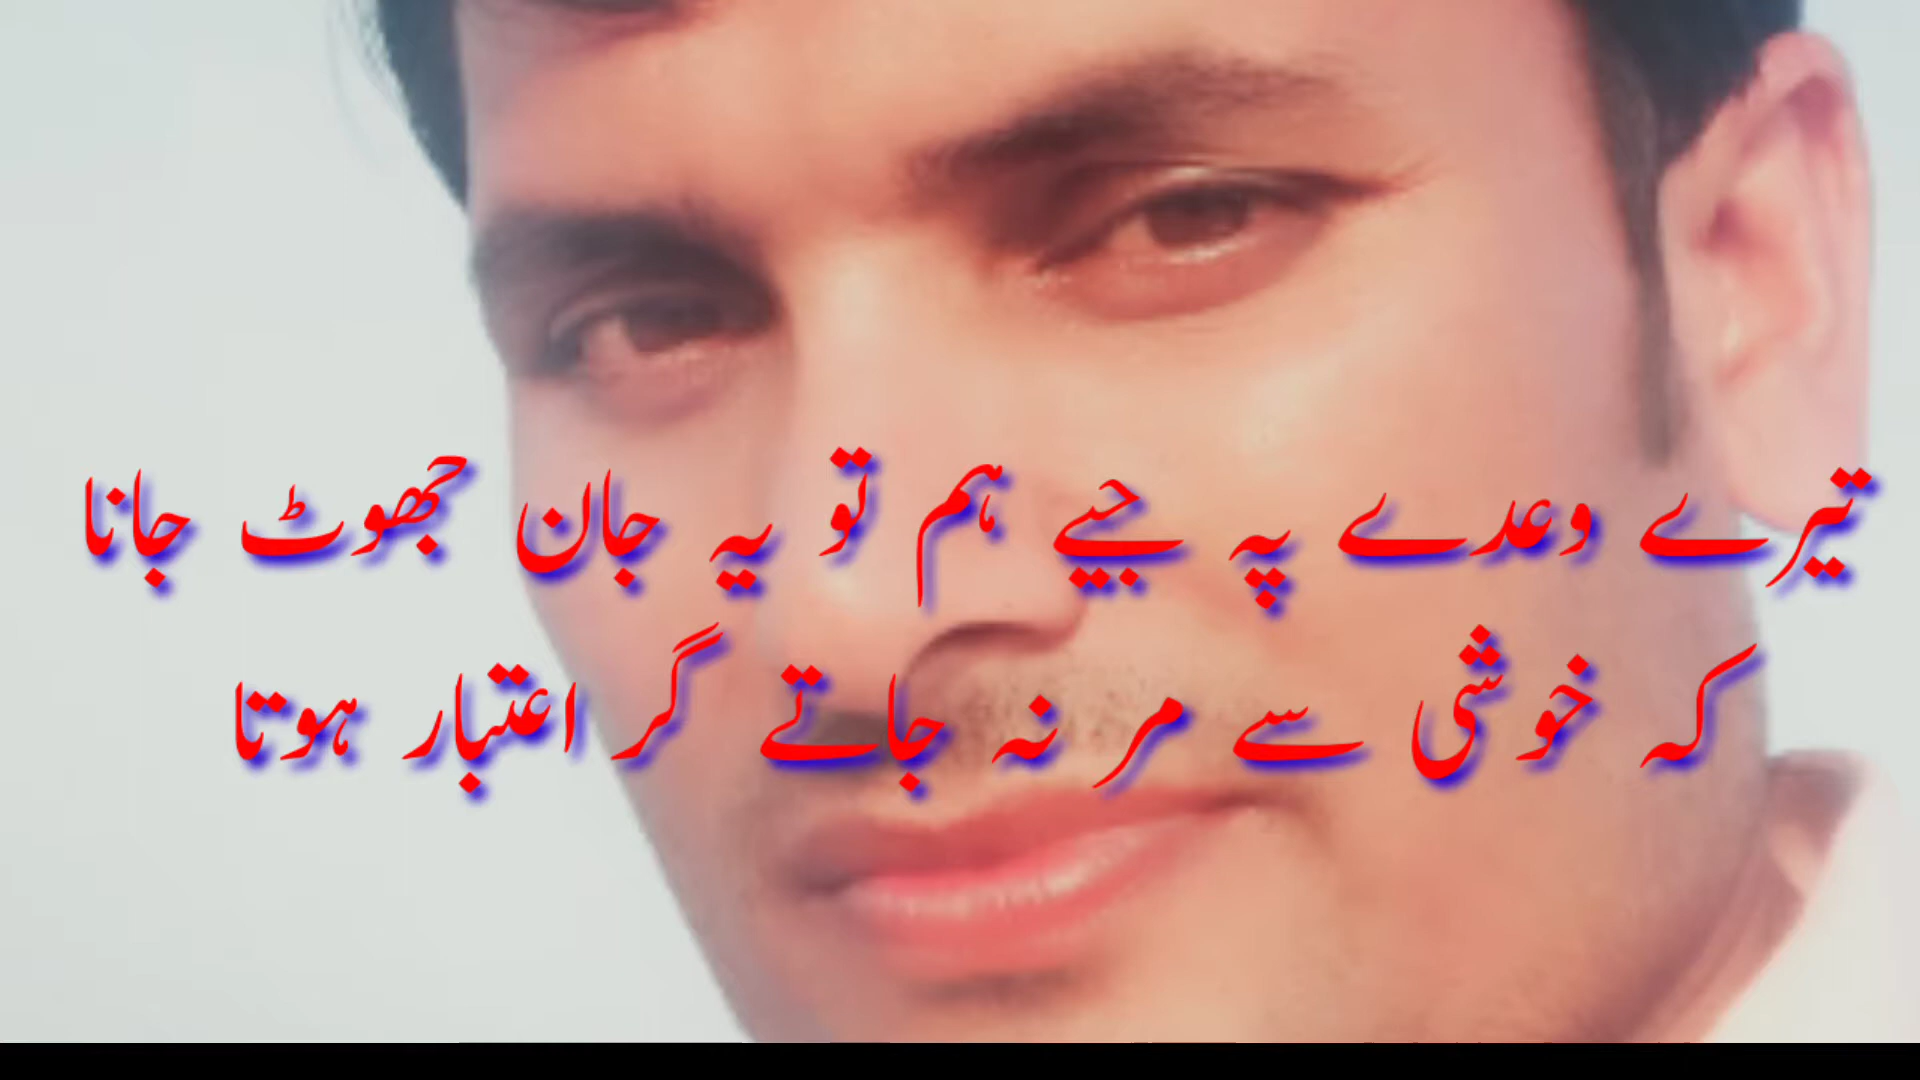 تیرے وعدے پہ جیے ہم تو یہ جان جھوٹ جانا
کہ خوشی سے مر نہ جاتے گر اعتبار ہوتا